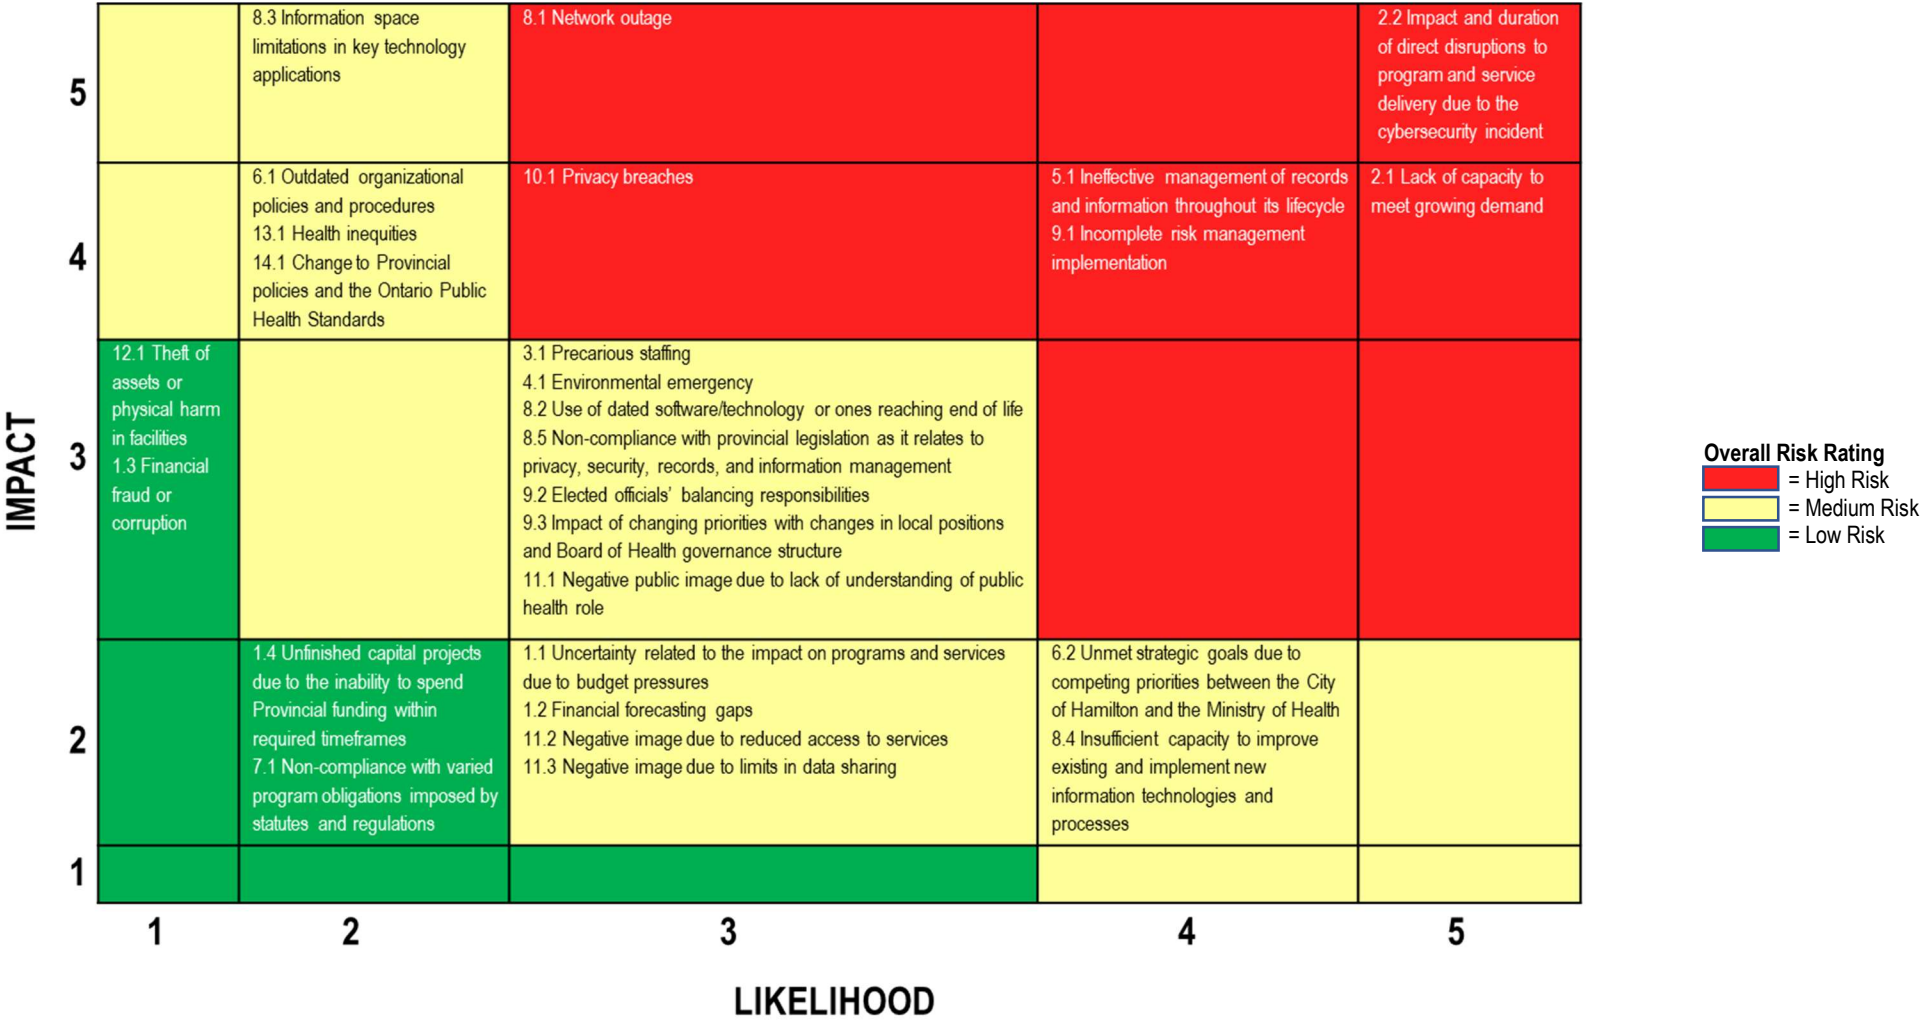 8.3 Information space
limitations in key technology
applications
8.1 Network outage
2.2 Impact and duration
of direct disruptions to
program and service
delivery due to the
cybersecurity incident
5
6.1 Outdated organizational
policies and procedures
13.1 Health inequities
14.1 Change to Provincial
policies and the Ontario Public
Health Standards
10.1 Privacy breaches
5.1 Ineffective management of records
and information throughout its lifecycle
9.1 Incomplete risk management
implementation
2.1 Lack of capacity to
meet growing demand
4
12.1 Theft of
assets or
physical harm
in facilities
1.3 Financial
fraud or
corruption
3.1 Precarious staffing
4.1 Environmental emergency
8.2 Use of dated software/technology or ones reaching end of life
8.5 Non-compliance with provincial legislation as it relates to
privacy, security, records, and information management
9.2 Elected officials’ balancing responsibilities
9.3 Impact of changing priorities with changes in local positions
and Board of Health governance structure
11.1 Negative public image due to lack of understanding of public
health role
3
IMPACT
1.4 Unfinished capital projects
due to the inability to spend
Provincial funding within
required timeframes
7.1 Non-compliance with varied
program obligations imposed by
statutes and regulations
1.1 Uncertainty related to the impact on programs and services
due to budget pressures
1.2 Financial forecasting gaps
11.2 Negative image due to reduced access to services
11.3 Negative image due to limits in data sharing
6.2 Unmet strategic goals due to
competing priorities between the City
of Hamilton and the Ministry of Health
8.4 Insufficient capacity to improve
existing and implement new
information technologies and
processes
2
1
1 2 3 4 5
LIKELIHOOD
Overall Risk Rating
= High Risk
= Medium Risk
= Low Risk